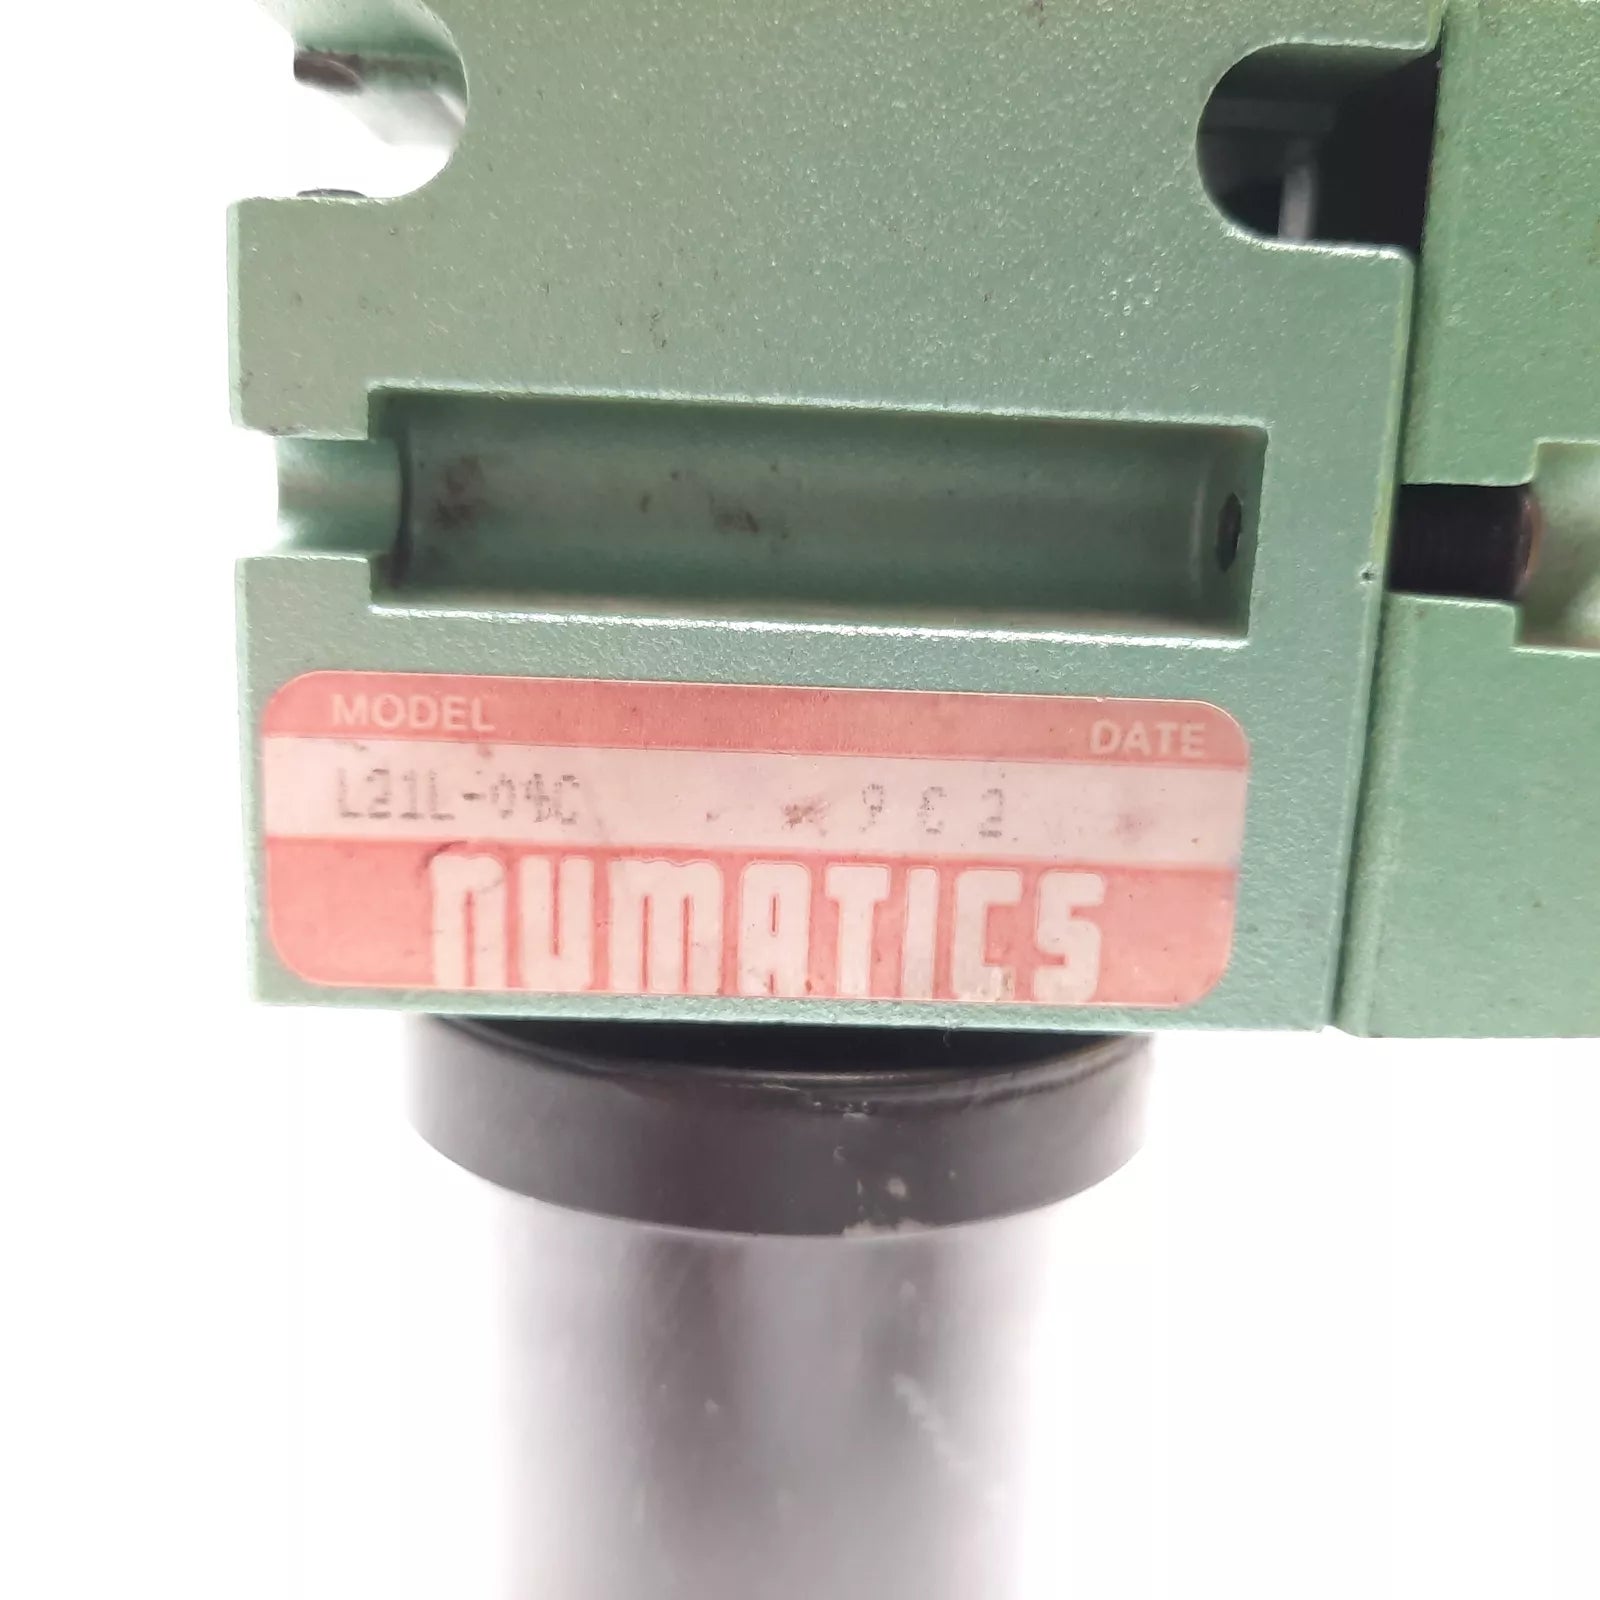 MODEL DATE
L21L-04C 9 C 2
NUMATICS